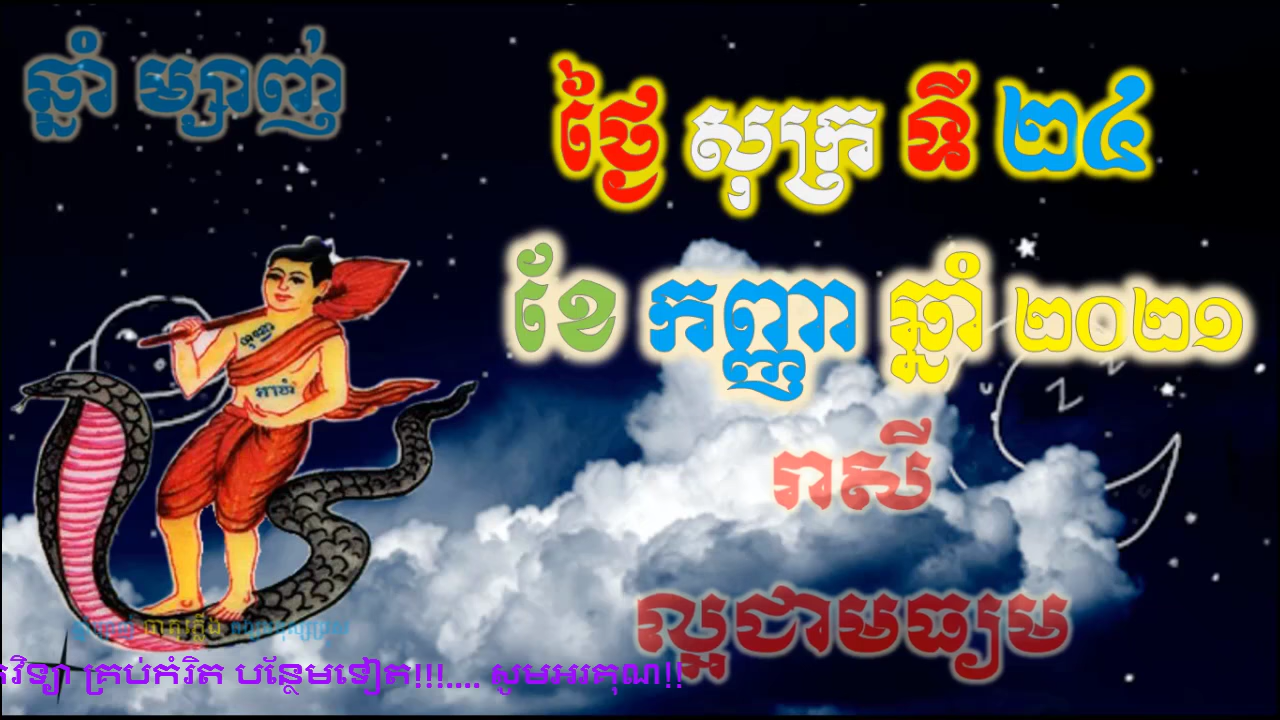 ឆ្នាំ ម្សាញ់
ថ្ងៃ សុក្រ ទី ២៤
ខែ កញ្ញា ឆ្នាំ ២០២១
រាសី
ល្អជាមធ្យម
វិទ្យា គ្រប់កំរិត បន្ថែមទៀត!!!.... សូមអរគុណ!!